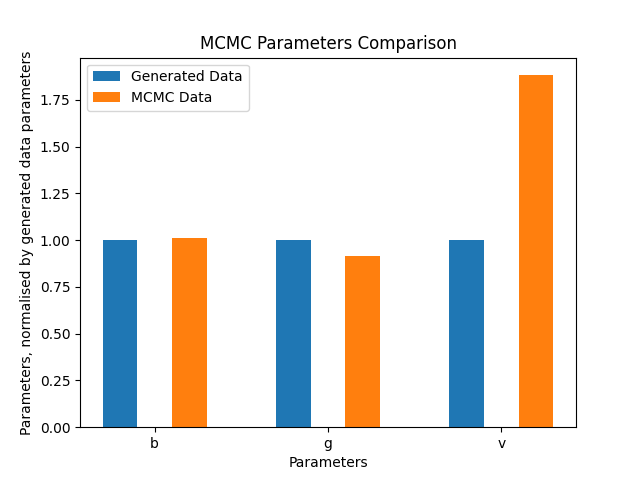 MCMC Parameters Comparison
Generated Data
MCMC Data
Parameters, normalised by generated data parameters
1.75
1.50
1.25
1.00
0.75
0.50
0.25
0.00
b g v
Parameters